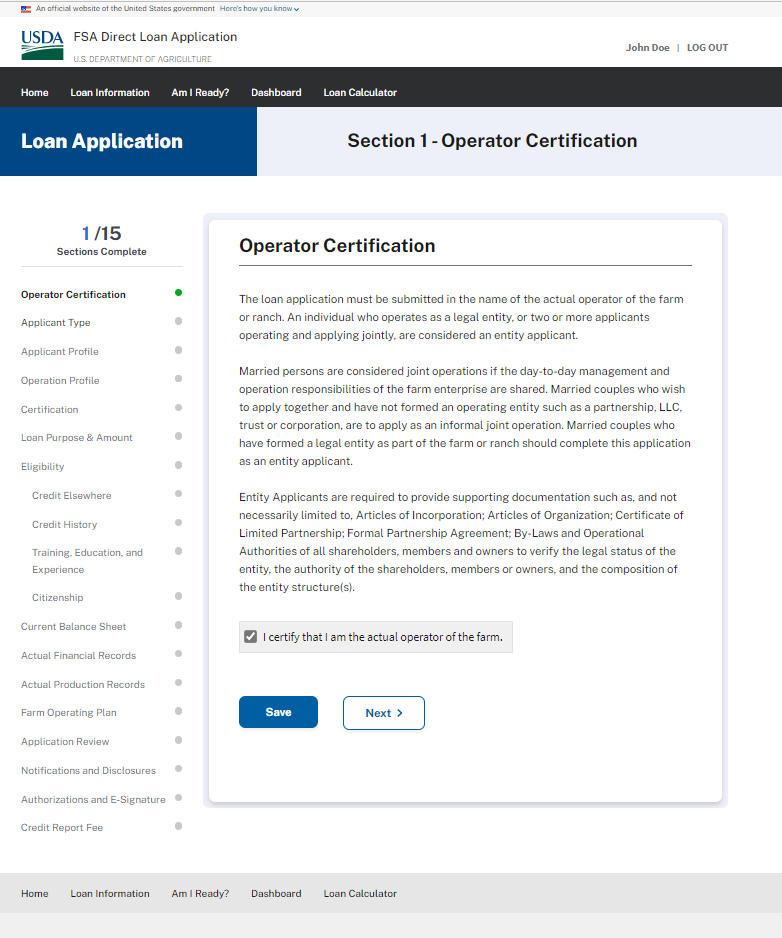 An official website of the United States government Here's how you know
USDA
FSA Direct Loan Application
U.S. DEPARTMENT OF AGRICULTURE
John Doe | LOG OUT
Home Loan Information Am I Ready? Dashboard Loan Calculator
Loan Application
Section 1 - Operator Certification
1 /15
Sections Complete
Operator Certification
Applicant Type
Applicant Profile
Operation Profile
Certification
Loan Purpose & Amount
Eligibility
Credit Elsewhere
Credit History
Training, Education, and
Experience
Citizenship
Current Balance Sheet
Actual Financial Records
Actual Production Records
Farm Operating Plan
Application Review
Notifications and Disclosures
Authorizations and E-Signature
Credit Report Fee
Operator Certification
The loan application must be submitted in the name of the actual operator of the farm
or ranch. An individual who operates as a legal entity, or two or more applicants
operating and applying jointly, are considered an entity applicant.
Married persons are considered joint operations if the day-to-day management and
operation responsibilities of the farm enterprise are shared. Married couples who wish
to apply together and have not formed an operating entity such as a partnership, LLC,
trust or corporation, are to apply as an informal joint operation. Married couples who
have formed a legal entity as part of the farm or ranch should complete this application
as an entity applicant.
Entity Applicants are required to provide supporting documentation such as, and not
necessarily limited to, Articles of Incorporation; Articles of Organization; Certificate of
Limited Partnership; Formal Partnership Agreement; By-Laws and Operational
Authorities of all shareholders, members and owners to verify the legal status of the
entity, the authority of the shareholders, members or owners, and the composition of
the entity structure(s).
I certify that I am the actual operator of the farm.
Save Next >
Home Loan Information Am I Ready? Dashboard Loan Calculator